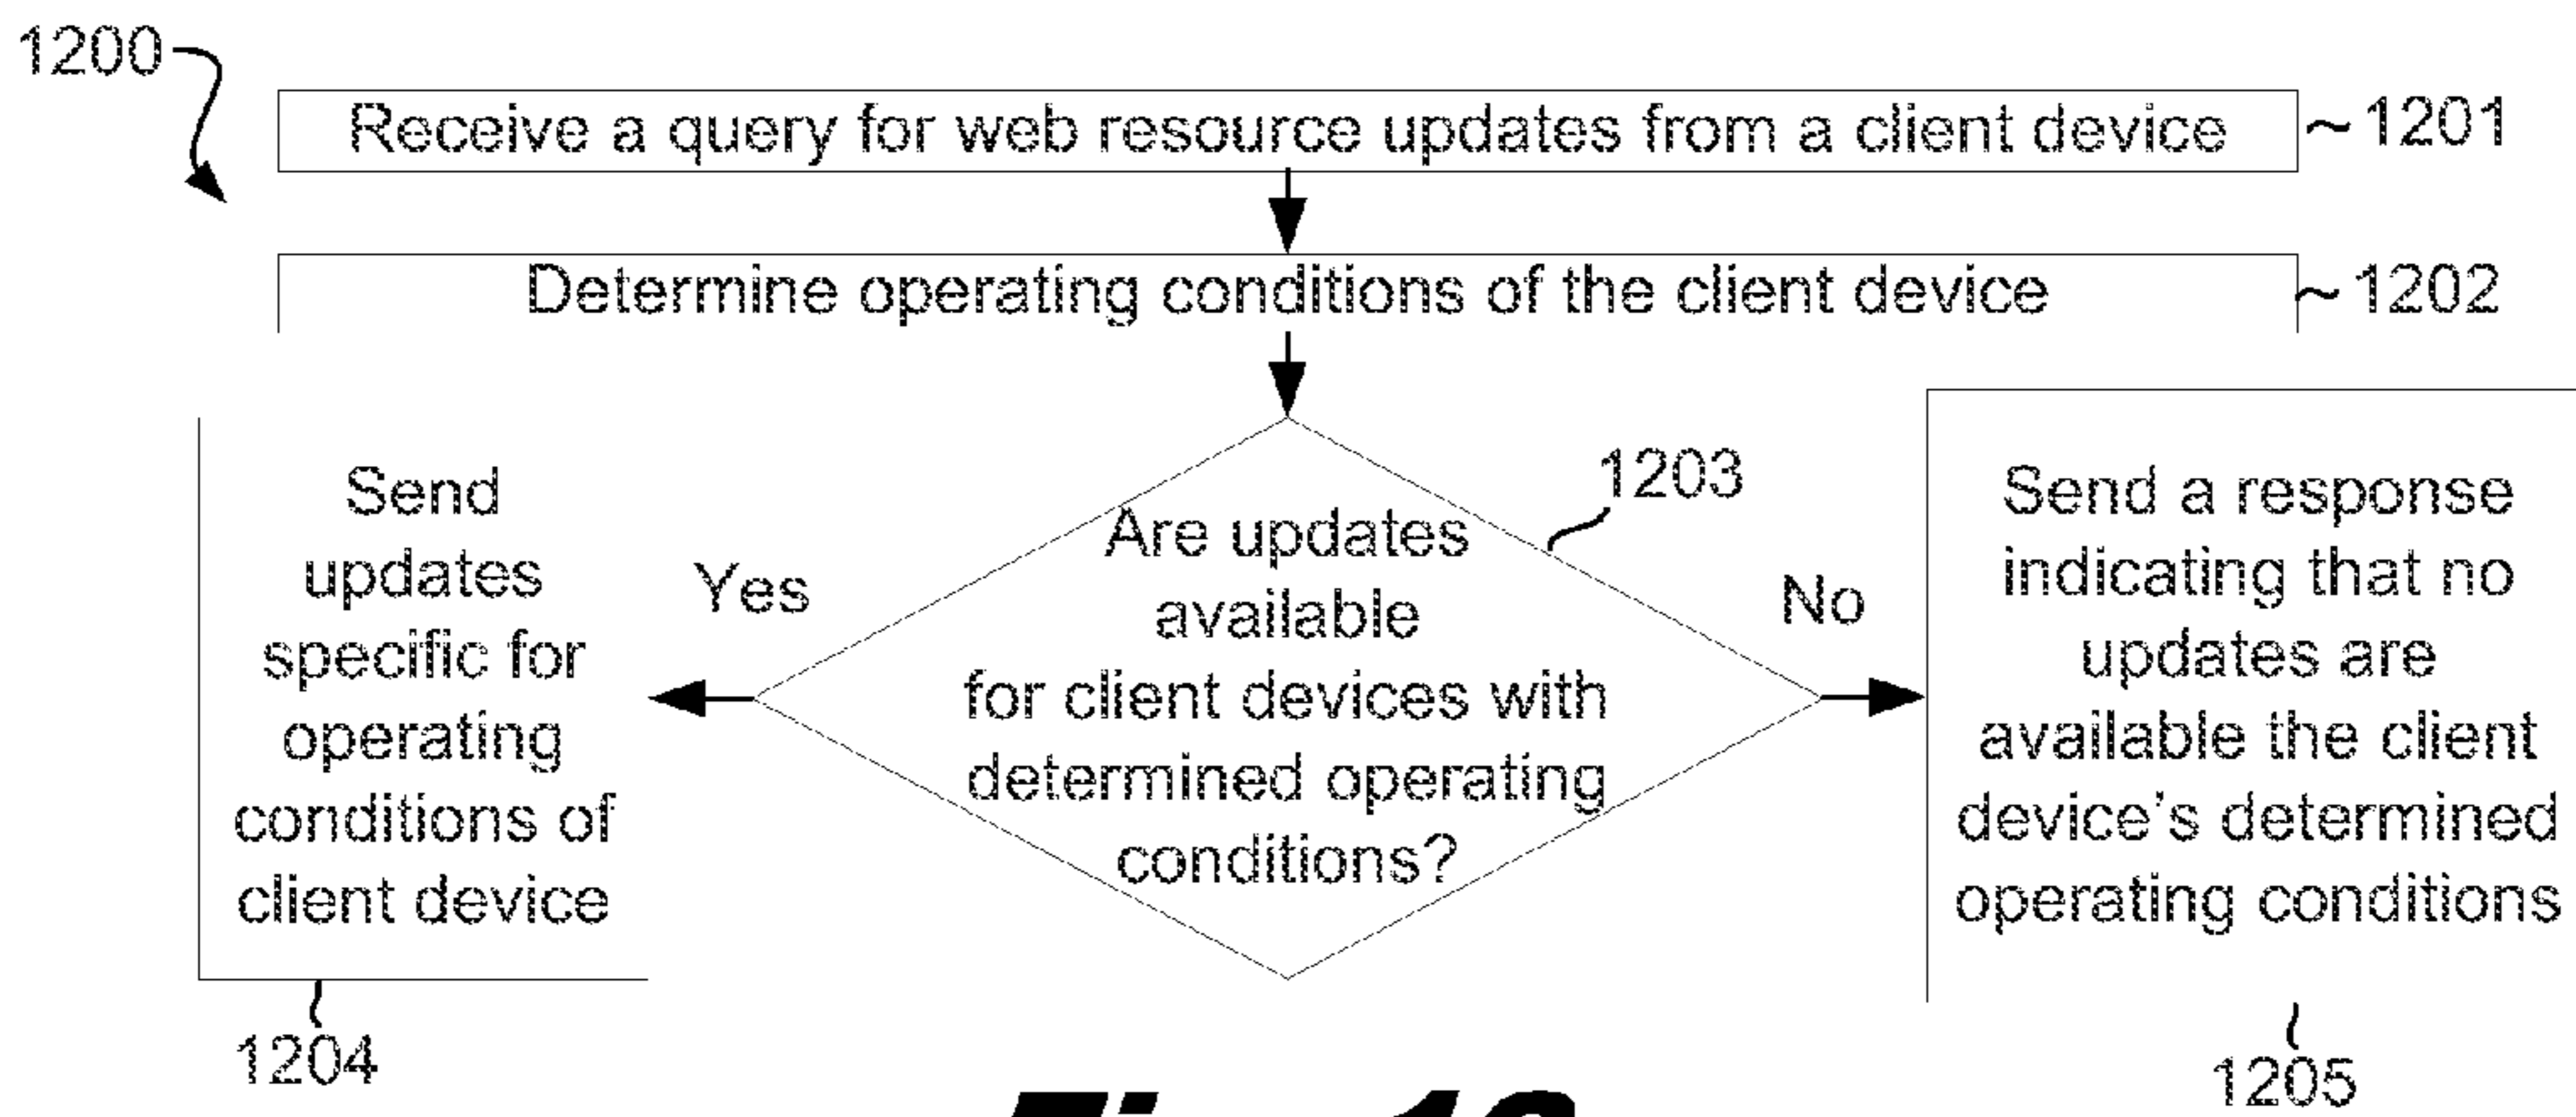 1200
Receive a query for web resource updates from a client device
~1201
Determine operating conditions of the client device
~1202
Send
updates
specific for
operating
conditions of
client device
1204
Yes
Are updates
available
for client devices with
determined operating
conditions?
1203
No
Send a response
indicating that no
updates are
available the client
device's determined
operating conditions
1205